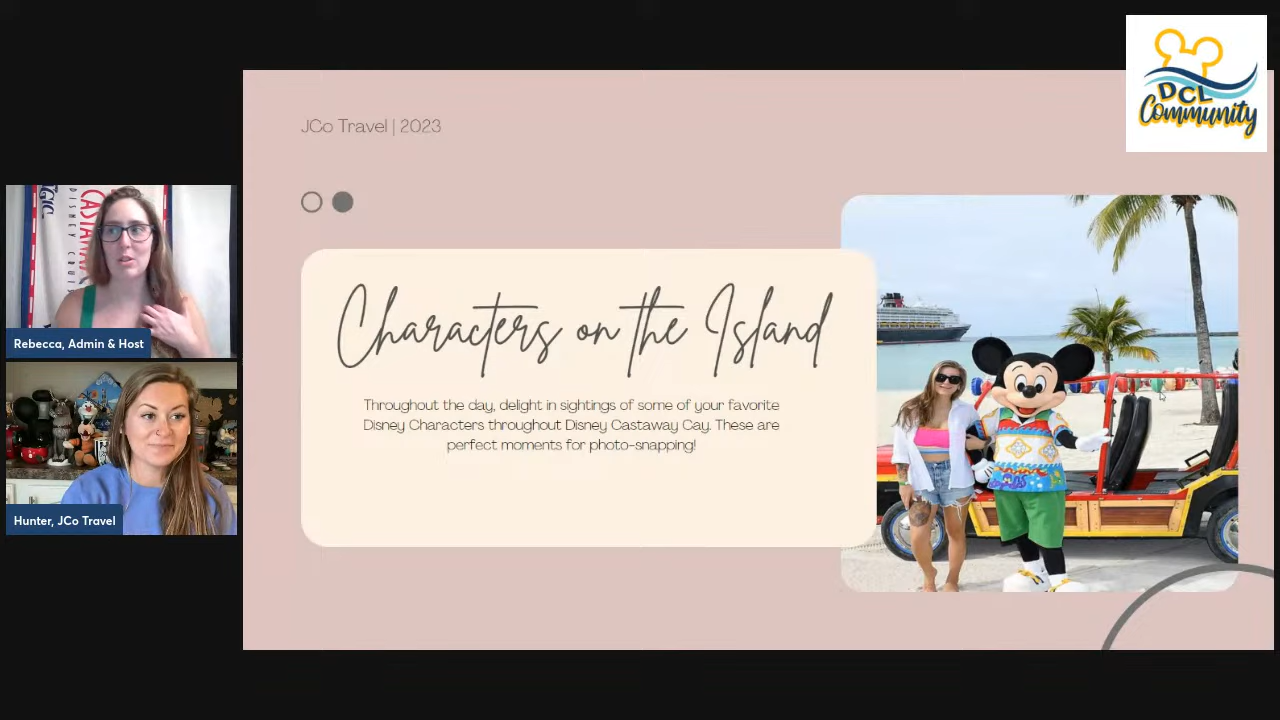 DCL
Community
JCo Travel | 2023
Characters on the Island
Throughout the day, delight in sightings of some of your favorite
Disney Characters throughout Disney Castaway Cay. These are
perfect moments for photo-snapping!
Rebecca, Admin & Host
Hunter, JCo Travel